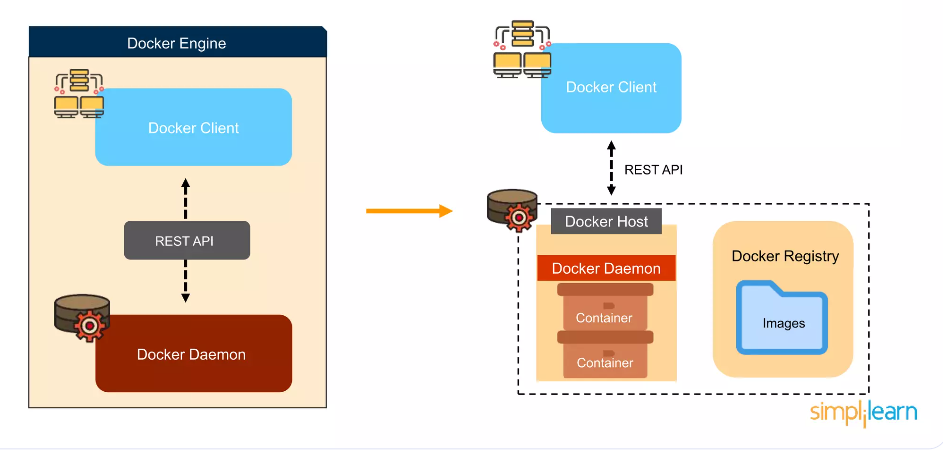 Docker Engine
Docker Client
REST API
Docker Daemon
Docker Client
REST API
Docker Host
Docker Daemon
Container
Container
Docker Registry
Images
simplilearn